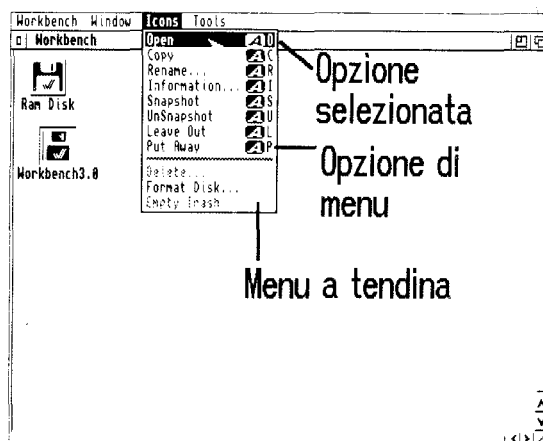 Workbench Window Icons Tools
Workbench
Open A O
Copy A C
Rename... A R
Information... A I
Snapshot A S
UnSnapshot A U
Leave Out A L
Put Away A P
Delete...
Format Disk...
Empty Trash
Ram Disk
Workbench3.0
Opzione
selezionata
Opzione di
menu
Menu a tendina